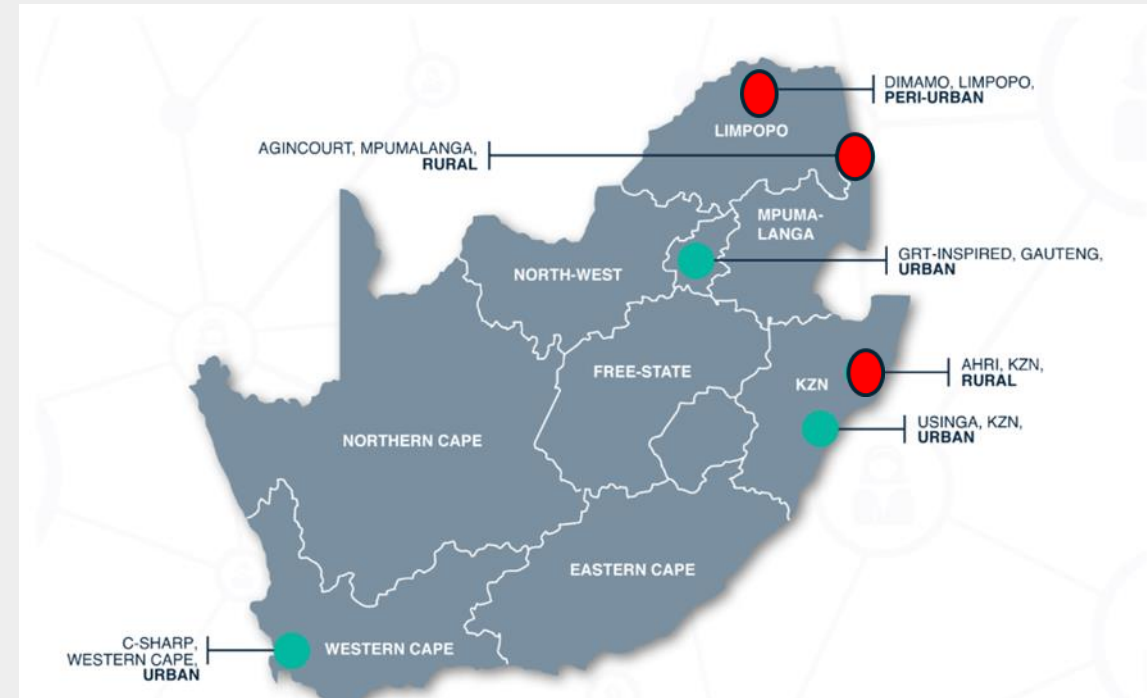 DIMAMO, LIMPOPO,
PERI-URBAN
LIMPOPO
AGINCOURT, MPUMALANGA,
RURAL
MPUMA-
LANGA
GRT-INSPIRED, GAUTENG,
URBAN
NORTH-WEST
FREE-STATE
KZN
AHRI, KZN,
RURAL
USINGA, KZN,
URBAN
NORTHERN CAPE
EASTERN CAPE
C-SHARP,
WESTERN CAPE,
URBAN
WESTERN CAPE